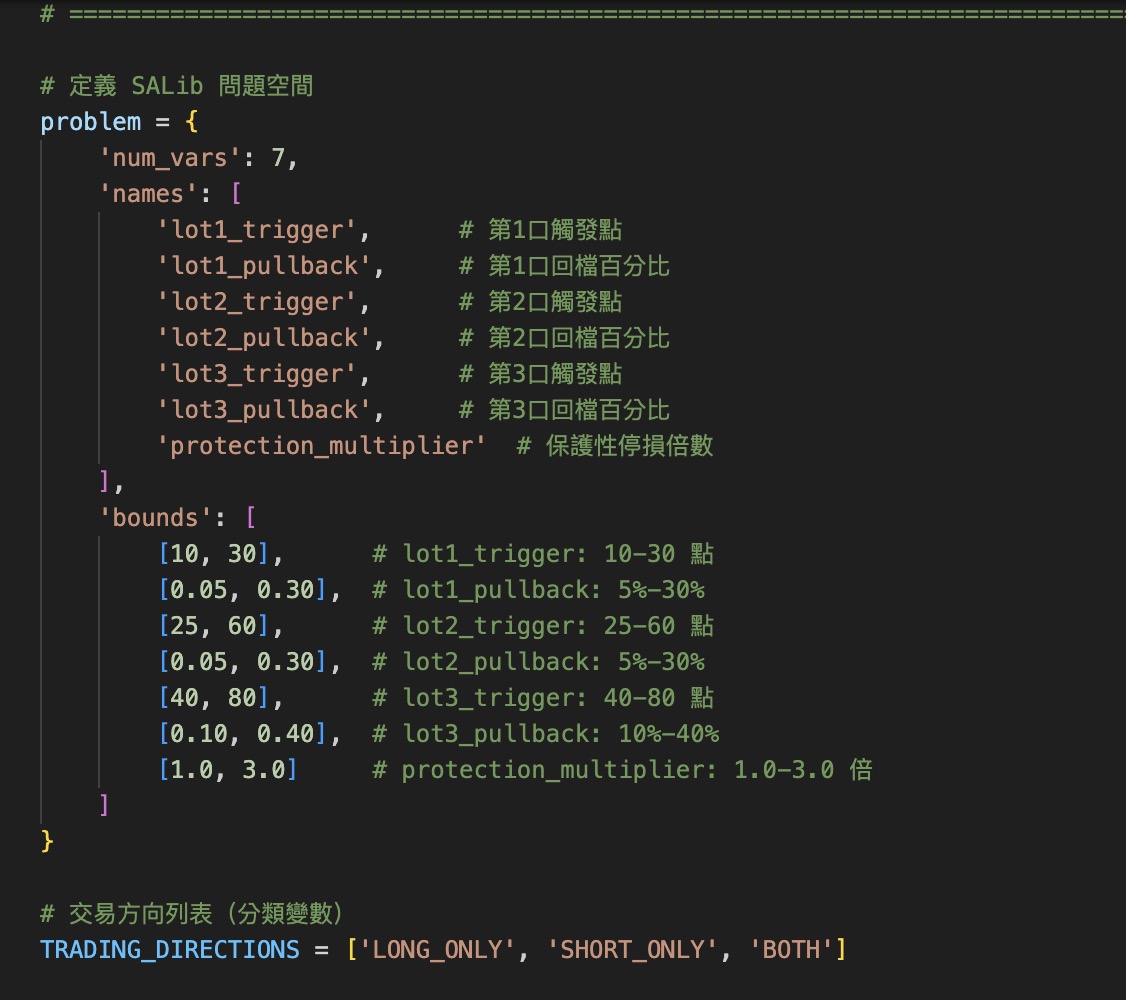 # =========================================================================
# 定義 SALib 問題空間
problem = {
    'num_vars': 7,
    'names': [
        'lot1_trigger',      # 第1口觸發點
        'lot1_pullback',     # 第1口回檔百分比
        'lot2_trigger',      # 第2口觸發點
        'lot2_pullback',     # 第2口回檔百分比
        'lot3_trigger',      # 第3口觸發點
        'lot3_pullback',     # 第3口回檔百分比
        'protection_multiplier'  # 保護性停損倍數
    ],
    'bounds': [
        [10, 30],      # lot1_trigger: 10-30 點
        [0.05, 0.30],  # lot1_pullback: 5%-30%
        [25, 60],      # lot2_trigger: 25-60 點
        [0.05, 0.30],  # lot2_pullback: 5%-30%
        [40, 80],      # lot3_trigger: 40-80 點
        [0.10, 0.40],  # lot3_pullback: 10%-40%
        [1.0, 3.0]     # protection_multiplier: 1.0-3.0 倍
    ]
}
# 交易方向列表（分類變數）
TRADING_DIRECTIONS = ['LONG_ONLY', 'SHORT_ONLY', 'BOTH']